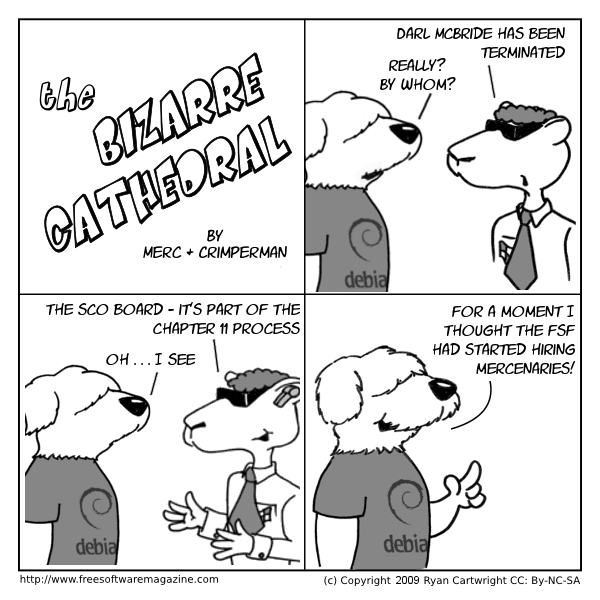 the
BIZARRE
CATHEDRAL
BY
MERC + CRIMPERMAN
DARL MCBRIDE HAS BEEN
TERMINATED
REALLY?
BY WHOM?
debia
THE SCO BOARD - IT'S PART OF THE
CHAPTER 11 PROCESS
OH . . . I SEE
debia
FOR A MOMENT I
THOUGHT THE FSF
HAD STARTED HIRING
MERCENARIES!
debian
http://www.freesoftwaremagazine.com
(c) Copyright 2009 Ryan Cartwright CC: By-NC-SA